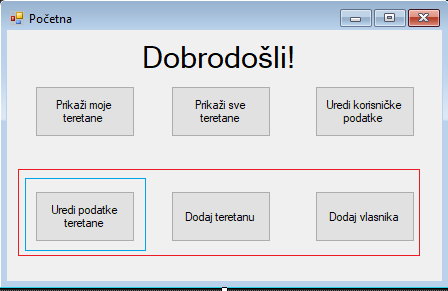 Početna
Dobrodošli!
Prikaži moje
teretane
Prikaži sve
teretane
Uredi korisničke
podatke
Uredi podatke
teretane
Dodaj teretanu
Dodaj vlasnika